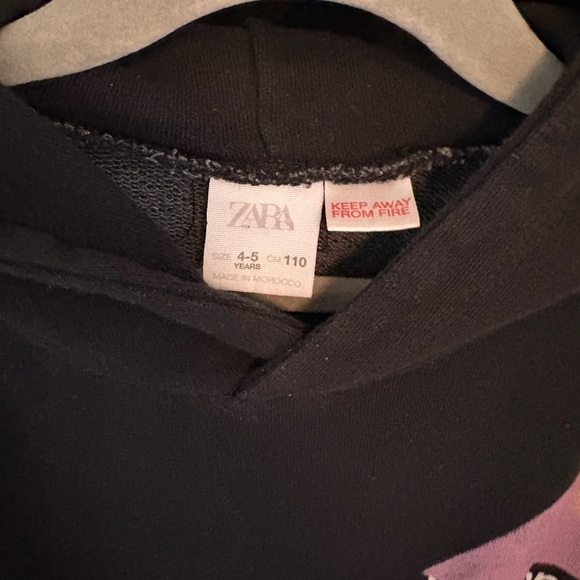 ZARA
SIZE 4-5 CM 110
YEARS
MADE IN MOROCCO
KEEP AWAY
FROM FIRE